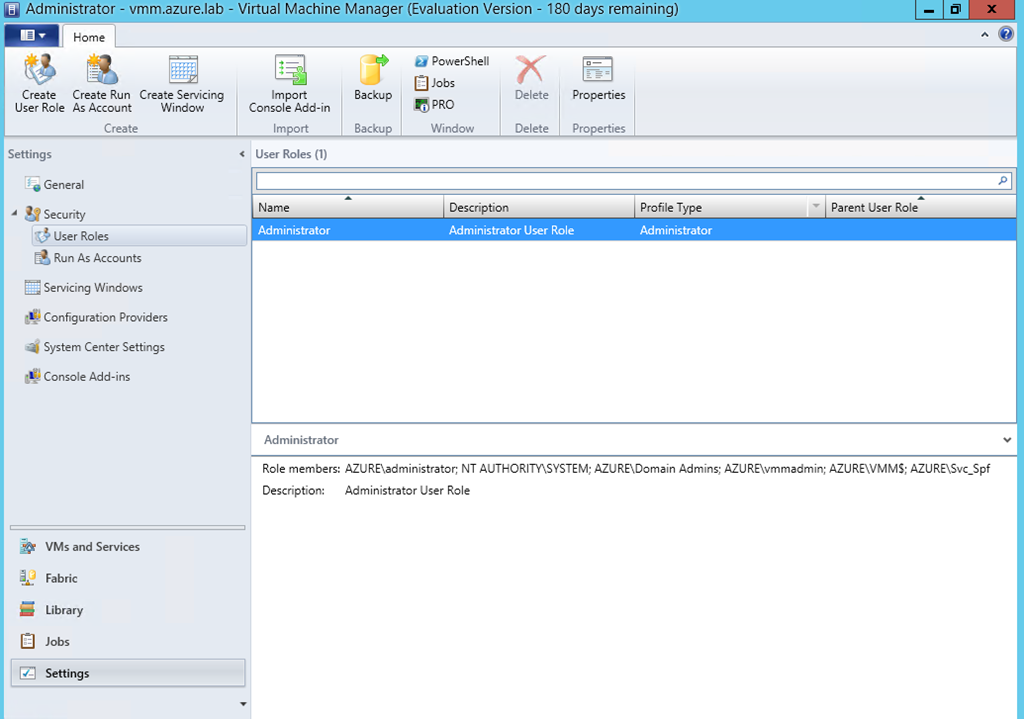 Administrator - vmm.azure.lab - Virtual Machine Manager (Evaluation Version - 180 days remaining)
Home
Create User Role
Create Run As Account
Create Servicing Window
Create
Import Console Add-in
Import
Backup
Backup
PowerShell
Jobs
PRO
Window
Delete
Delete
Properties
Properties
Settings
General
Security
User Roles
Run As Accounts
Servicing Windows
Configuration Providers
System Center Settings
Console Add-ins
VMs and Services
Fabric
Library
Jobs
Settings
User Roles (1)
Name Description Profile Type Parent User Role
Administrator Administrator User Role Administrator
Administrator
Role members: AZURE\administrator; NT AUTHORITY\SYSTEM; AZURE\Domain Admins; AZURE\vmmadmin; AZURE\VMM$; AZURE\Svc_Spf
Description: Administrator User Role